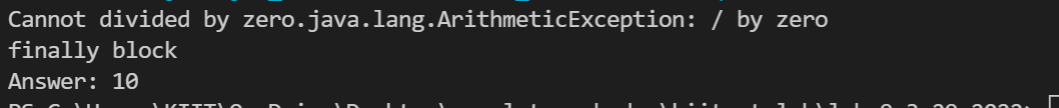 Cannot divided by zero.java.lang.ArithmeticException: / by zero
finally block
Answer: 10